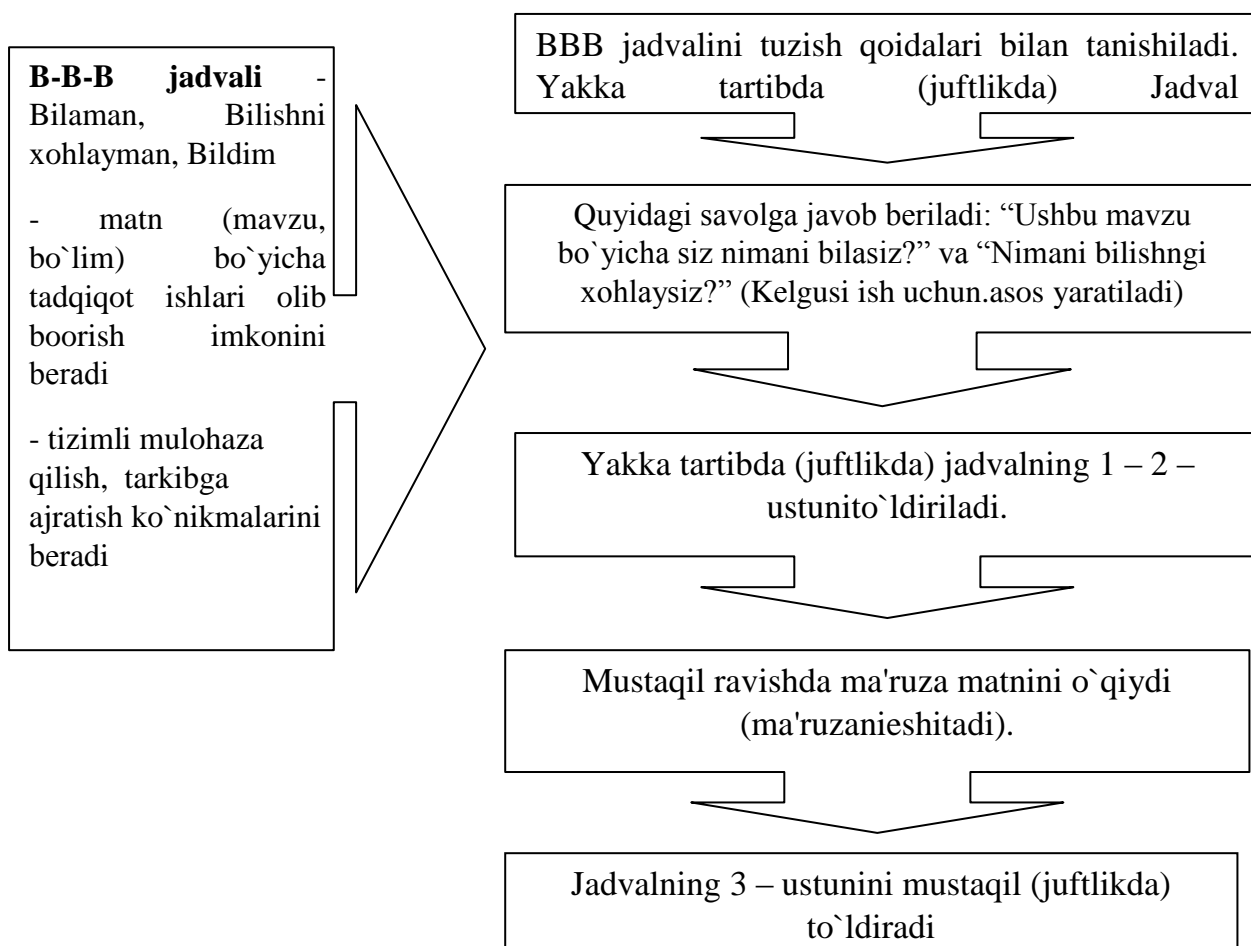 B-B-B jadvali -
Bilaman, Bilishni
xohlayman, Bildim
- matn (mavzu,
bo`lim) bo`yicha
tadqiqot ishlari olib
boorish imkonini
beradi
- tizimli mulohaza
qilish, tarkibga
ajratish ko`nikmalarini
beradi
BBB jadvalini tuzish qoidalari bilan tanishiladi.
Yakka tartibda (juftlikda) Jadval
Quyidagi savolga javob beriladi: “Ushbu mavzu
bo`yicha siz nimani bilasiz?” va “Nimani bilishngi
xohlaysiz?” (Kelgusi ish uchun.asos yaratiladi)
Yakka tartibda (juftlikda) jadvalning 1 – 2 –
ustunito`ldiriladi.
Mustaqil ravishda ma'ruza matnini o`qiydi
(ma'ruzanieshitadi).
Jadvalning 3 – ustunini mustaqil (juftlikda)
to`ldiradi